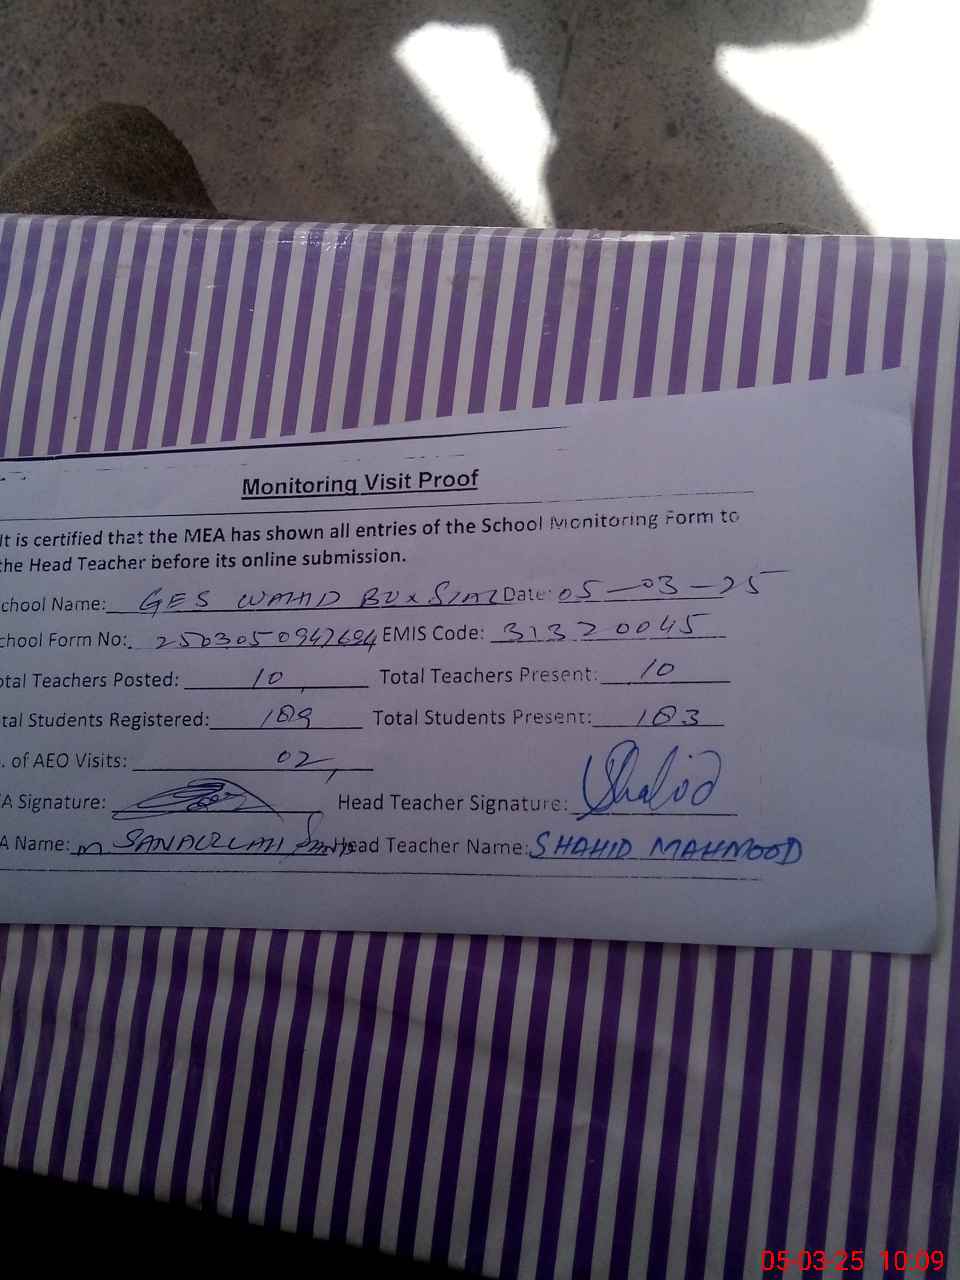 Monitoring Visit Proof
It is certified that the MEA has shown all entries of the School Monitoring Form to
the Head Teacher before its online submission.
chool Name: GES WAHID BUX SIAL Date: 05-03-25
chool Form No: 2503050947694 EMIS Code: 31320045
otal Teachers Posted: 10 Total Teachers Present: 10
tal Students Registered: 189 Total Students Present: 183
. of AEO Visits: 02
A Signature: Head Teacher Signature: Shahid
A Name: M SANAULLAH Head Teacher Name: SHAHID MAHMOOD
05-03-25 10:09